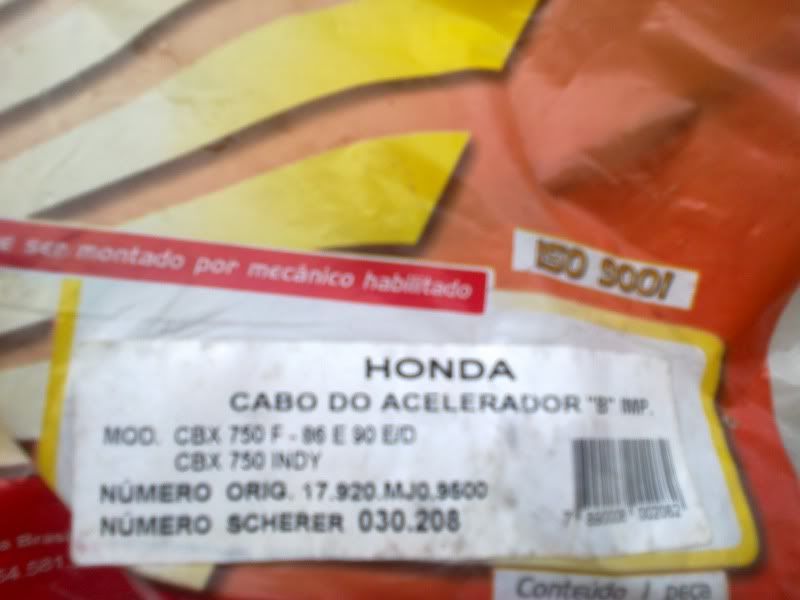 SER montado por mecânico habilitado
ISO 9001
HONDA
CABO DO ACELERADOR "B" IMP.
MOD. CBX 750 F - 86 E 90 E/D
CBX 750 INDY
NÚMERO ORIG. 17.920.MJ0.9500
NÚMERO SCHERER 030.208
Conteúdo 1 peça